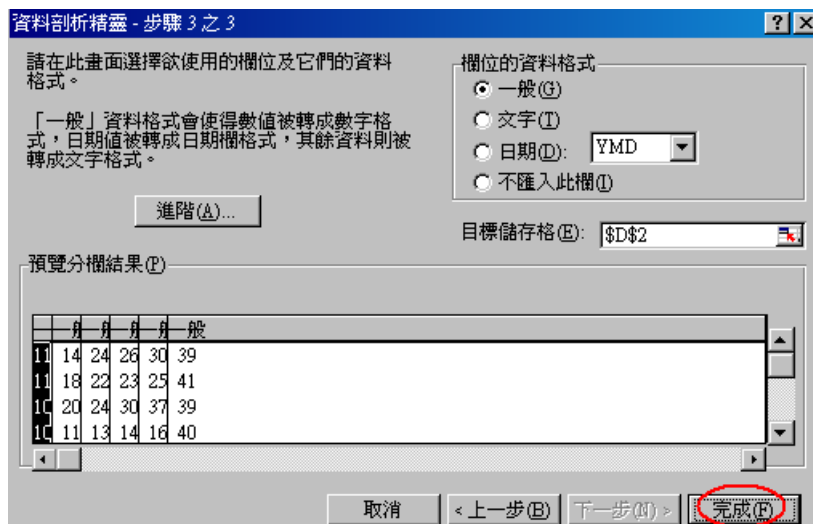 資料剖析精靈 - 步驟 3 之 3
請在此畫面選擇欲使用的欄位及它們的資料
格式。
「一般」資料格式會使得數值被轉成數字格
式，日期值被轉成日期欄格式，其餘資料則被
轉成文字格式。
進階(A)...
欄位的資料格式
一般(G)
文字(T)
日期(D): YMD
不匯入此欄(I)
目標儲存格(E): $D$2
預覽分欄結果(P)
一般
11 14 24 26 30 39
11 18 22 23 25 41
10 20 24 30 37 39
10 11 13 14 16 40
取消 <上一步(B) 下一步(N)> 完成(F)